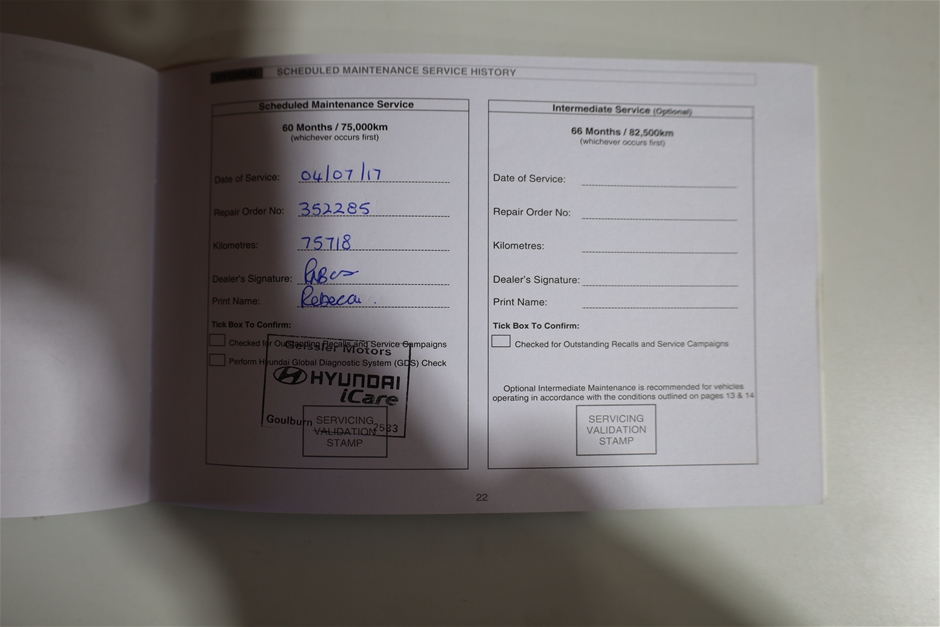 SCHEDULED MAINTENANCE SERVICE HISTORY
Scheduled Maintenance Service
60 Months / 75,000km
(whichever occurs first)
Date of Service: 04/07/17
Repair Order No: 352285
Kilometres: 75718
Dealer's Signature:
Print Name: Rebecca.
Tick Box To Confirm:
Checked for Outstanding Recalls and Service Campaigns
Perform Hyundai Global Diagnostic System (GDS) Check
Geissler Motors
HYUNDAI
iCare
Goulburn 2583
SERVICING
VALIDATION
STAMP
Intermediate Service (Optional)
66 Months / 82,500km
(whichever occurs first)
Date of Service:
Repair Order No:
Kilometres:
Dealer's Signature:
Print Name:
Tick Box To Confirm:
Checked for Outstanding Recalls and Service Campaigns
Optional Intermediate Maintenance is recommended for vehicles
operating in accordance with the conditions outlined on pages 13 & 14
SERVICING
VALIDATION
STAMP
22